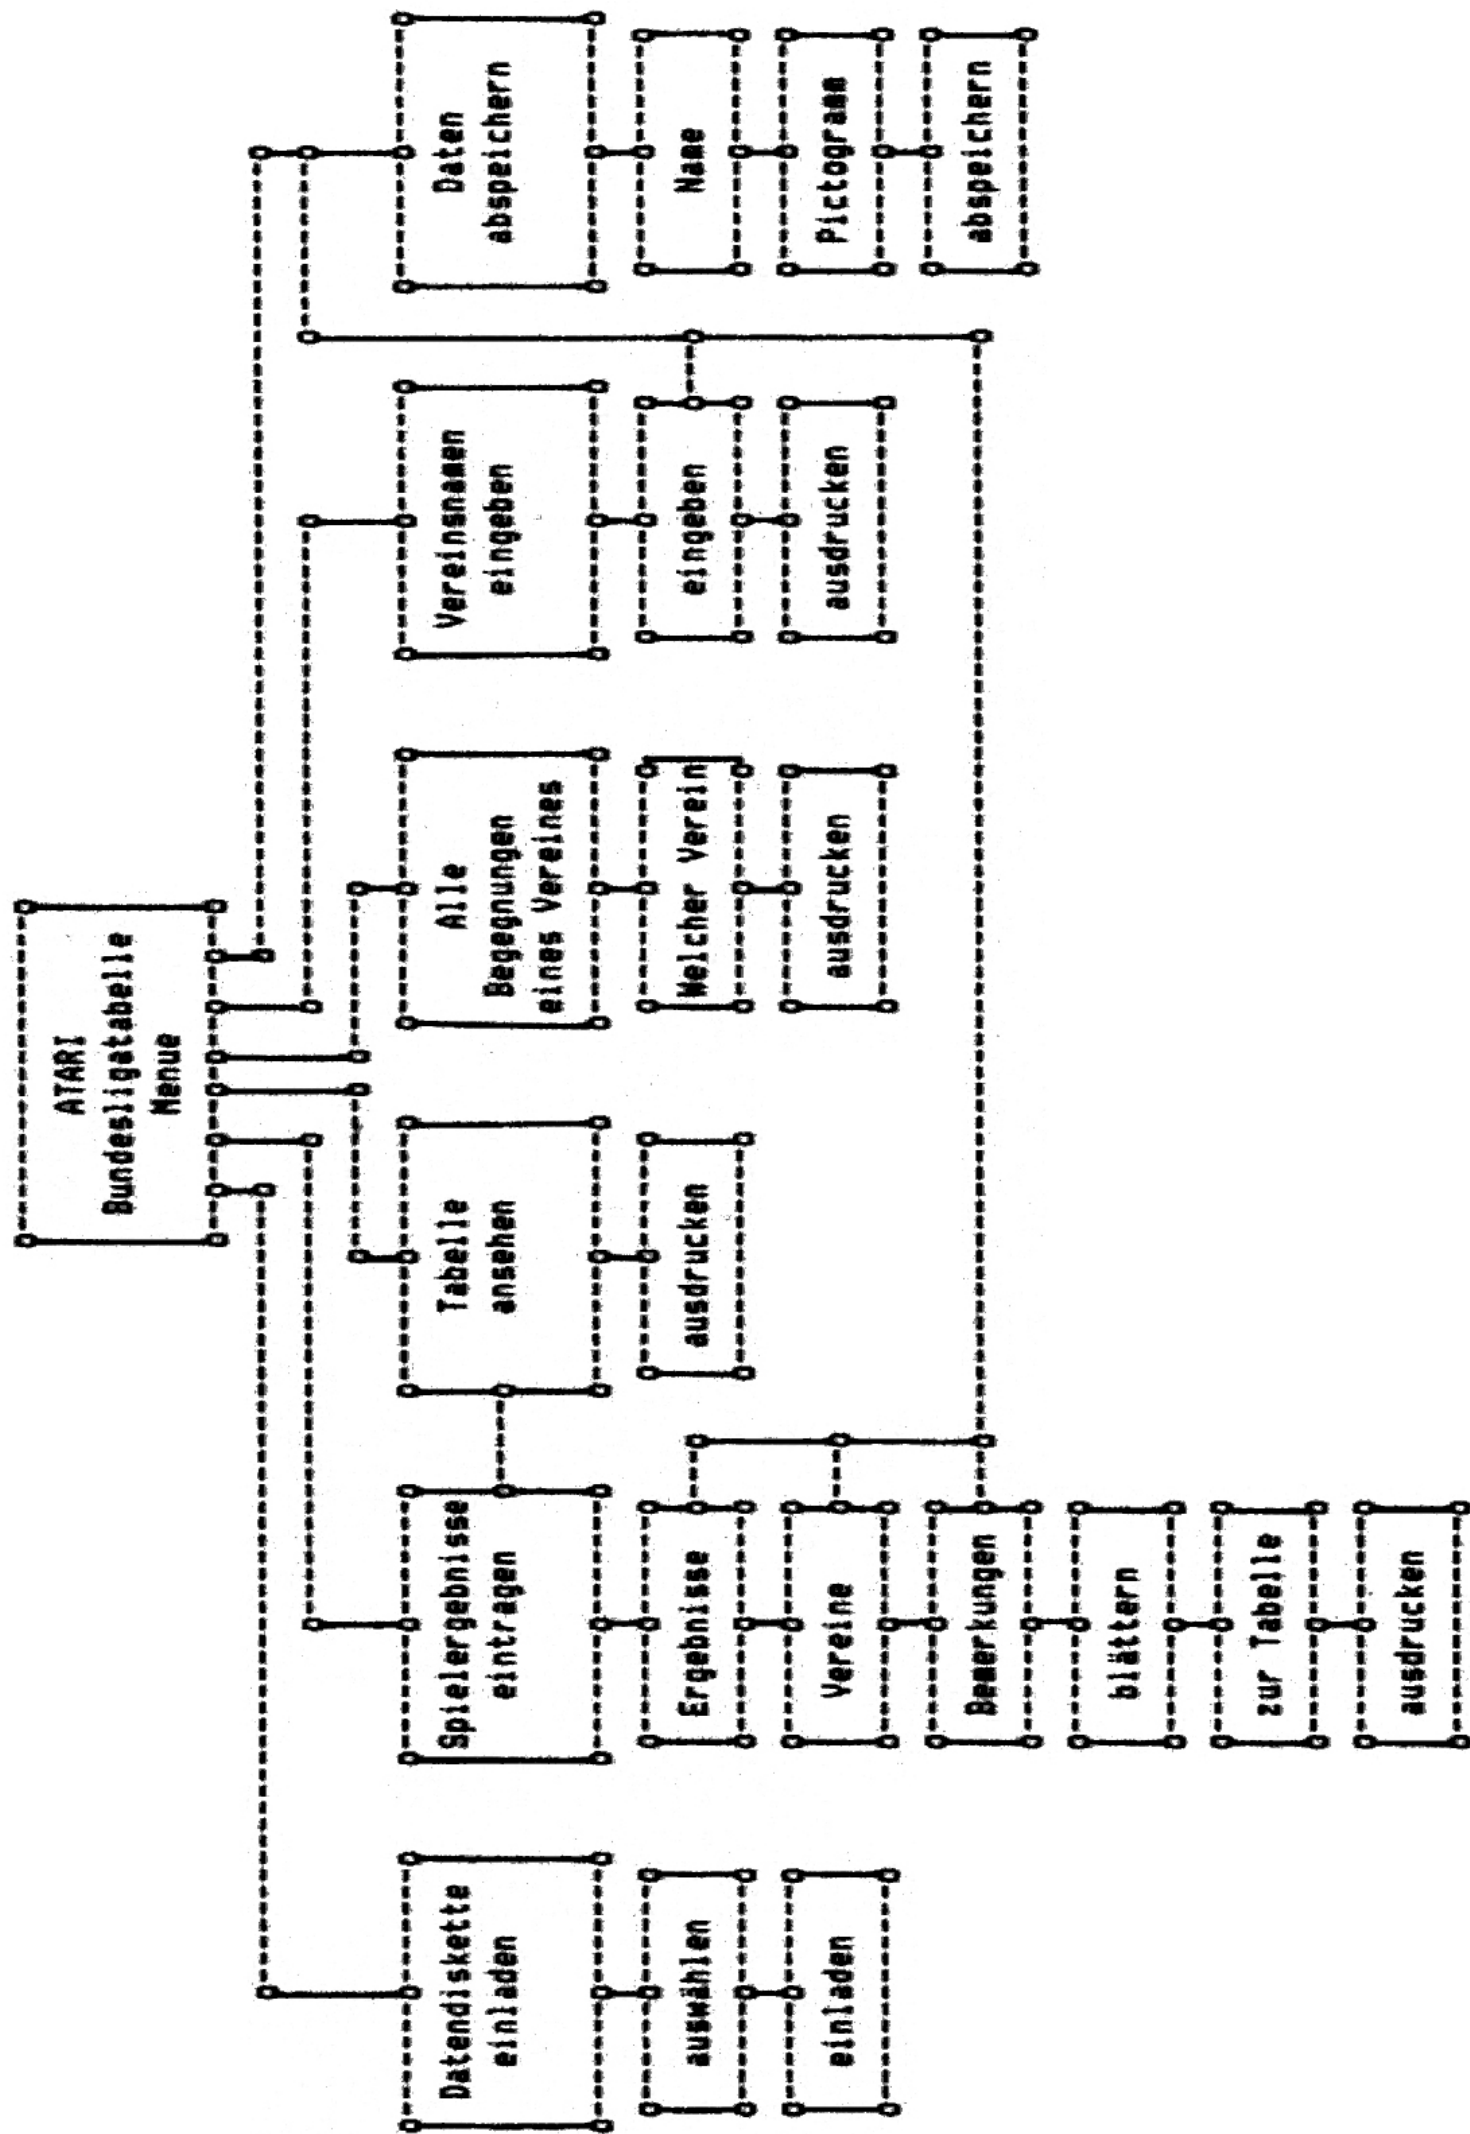 ATARI
Bundesligatabelle
Menue
Datendiskette
einladen
auswählen
einladen
Spielergebnisse
eintragen
Ergebnisse
Vereine
Bemerkungen
blättern
zur Tabelle
ausdrucken
Tabelle
ansehen
ausdrucken
Alle
Begegnungen
eines Vereines
Welcher Verein
ausdrucken
Vereinsnamen
eingeben
eingeben
ausdrucken
Daten
abspeichern
Name
Pictogramm
abspeichern